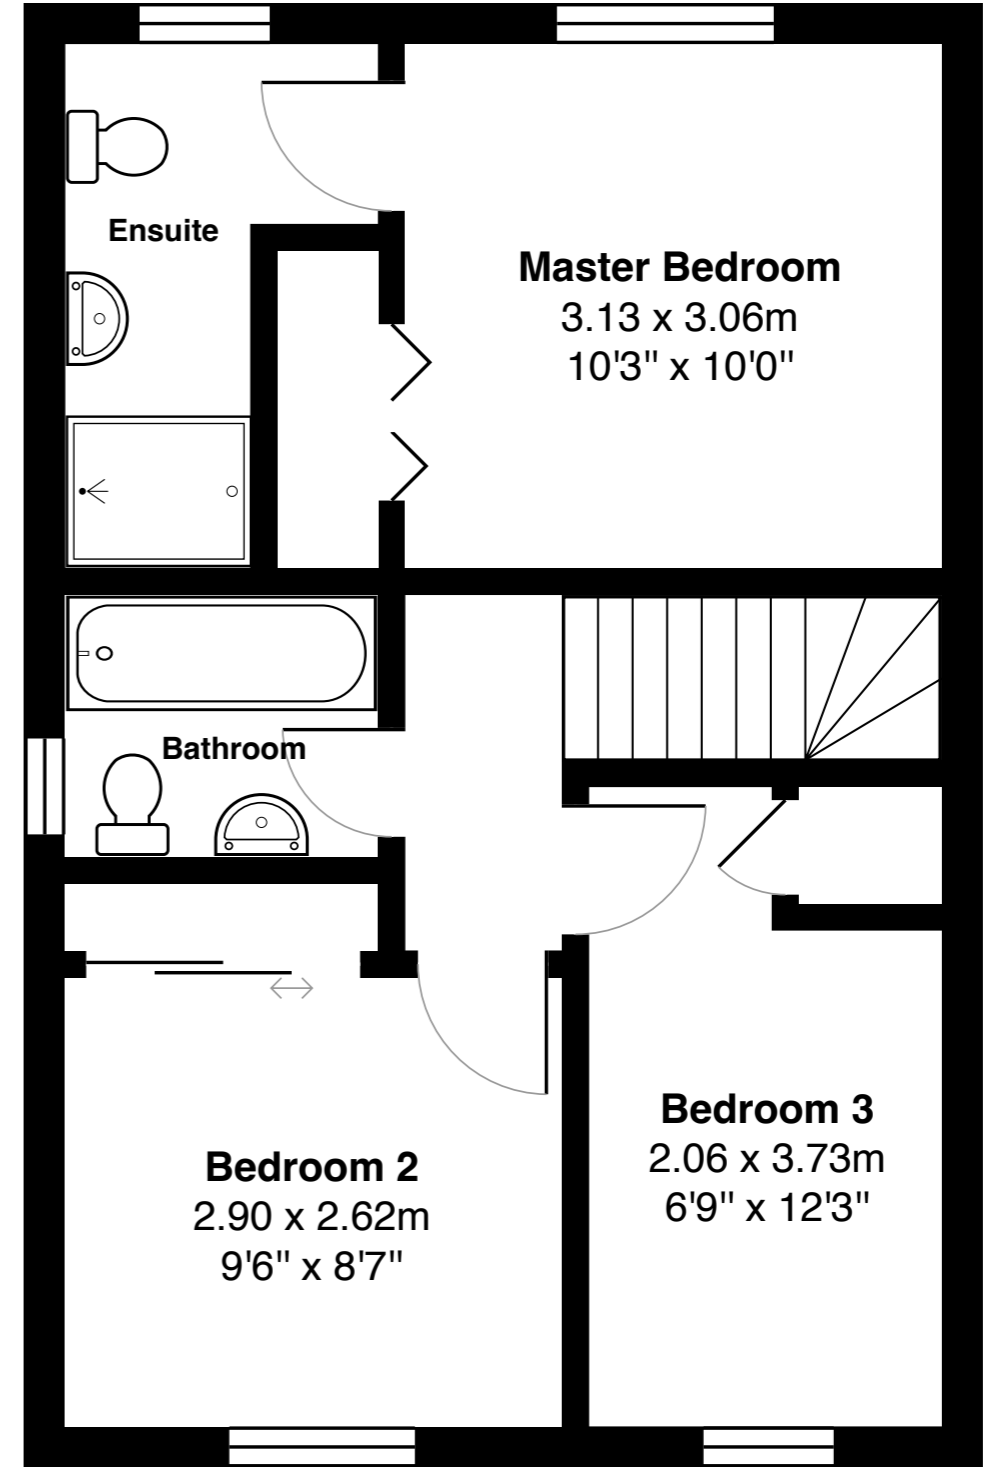 Ensuite
Master Bedroom
3.13 x 3.06m
10'3" x 10'0"
Bathroom
Bedroom 2
2.90 x 2.62m
9'6" x 8'7"
Bedroom 3
2.06 x 3.73m
6'9" x 12'3"